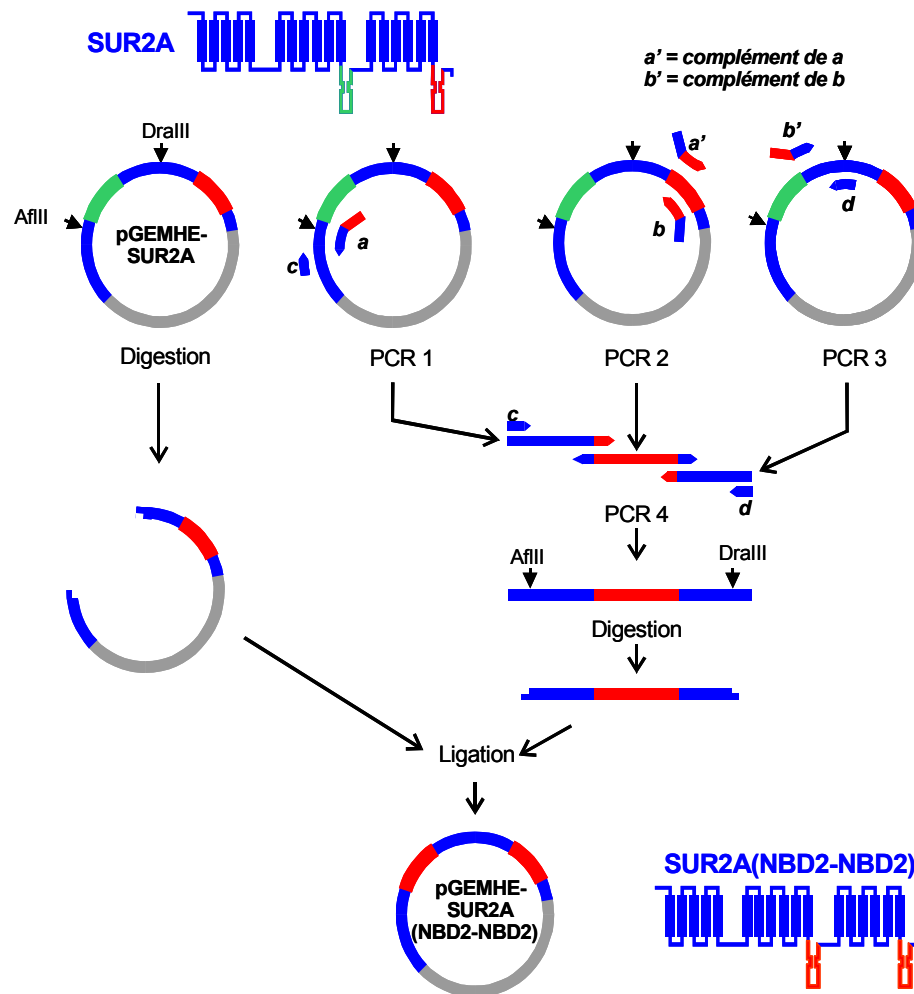 SUR2A
a' = complément de a
b' = complément de b
DraIII
AflII
pGEMHE-
SUR2A
a
c
a'
b
b'
d
Digestion
PCR 1
PCR 2
PCR 3
c
d
PCR 4
AflII
DraIII
Digestion
Ligation
pGEMHE-
SUR2A
(NBD2-NBD2)
SUR2A(NBD2-NBD2)